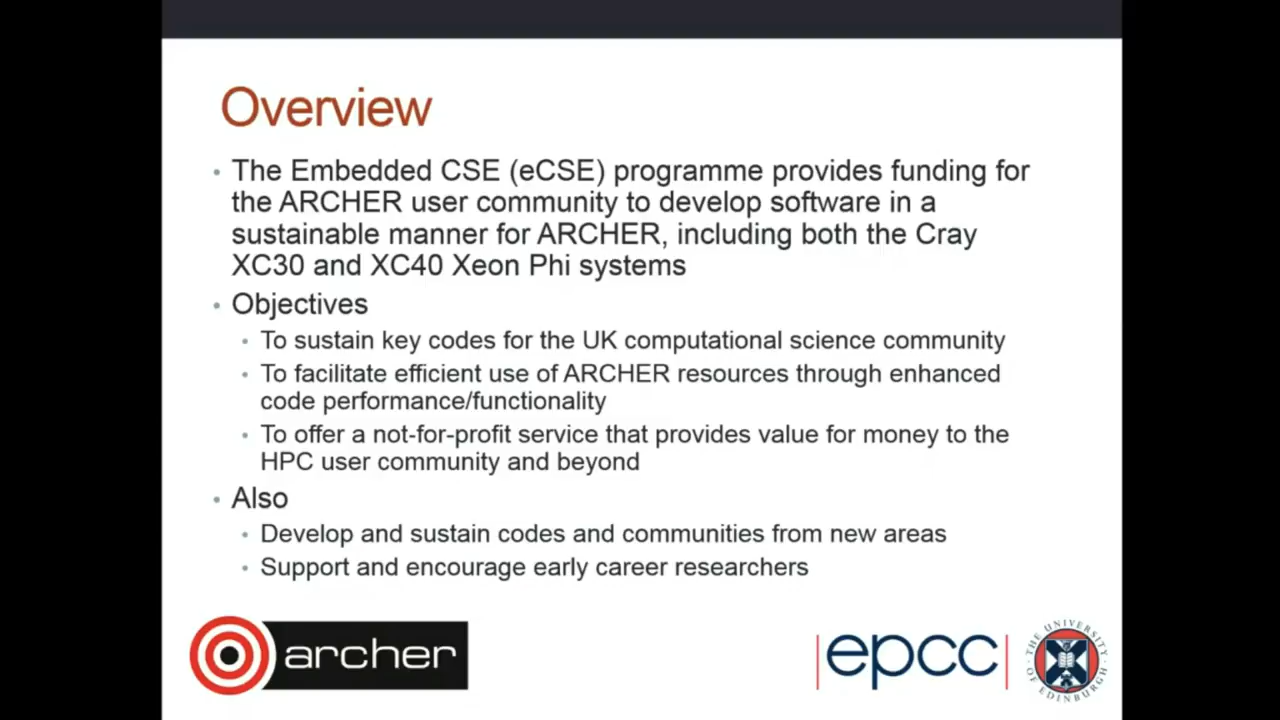 Overview
• The Embedded CSE (eCSE) programme provides funding for
the ARCHER user community to develop software in a
sustainable manner for ARCHER, including both the Cray
XC30 and XC40 Xeon Phi systems
• Objectives
• To sustain key codes for the UK computational science community
• To facilitate efficient use of ARCHER resources through enhanced
code performance/functionality
• To offer a not-for-profit service that provides value for money to the
HPC user community and beyond
• Also
• Develop and sustain codes and communities from new areas
• Support and encourage early career researchers
archer
epcc
THE UNIVERSITY OF EDINBURGH